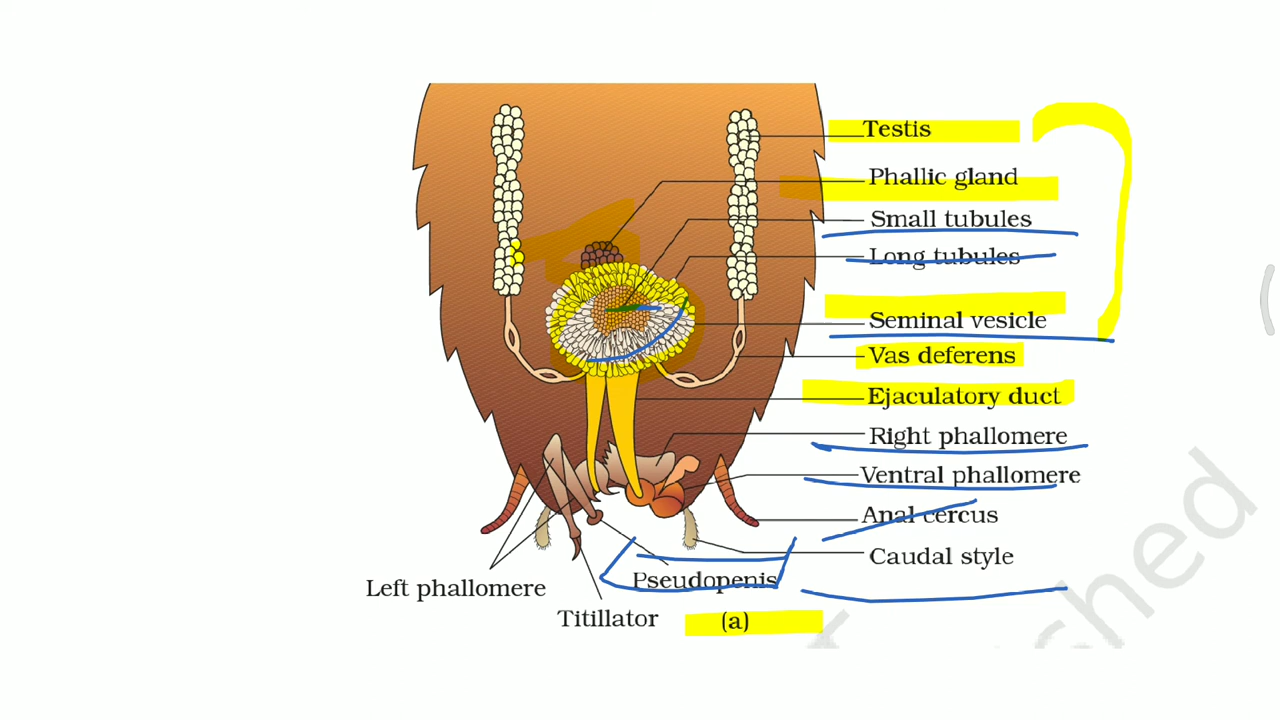 Testis
Phallic gland
Small tubules
Long tubules
Seminal vesicle
Vas deferens
Ejaculatory duct
Right phallomere
Ventral phallomere
Anal cercus
Caudal style
Pseudopenis
Left phallomere
Titillator
(a)
shed